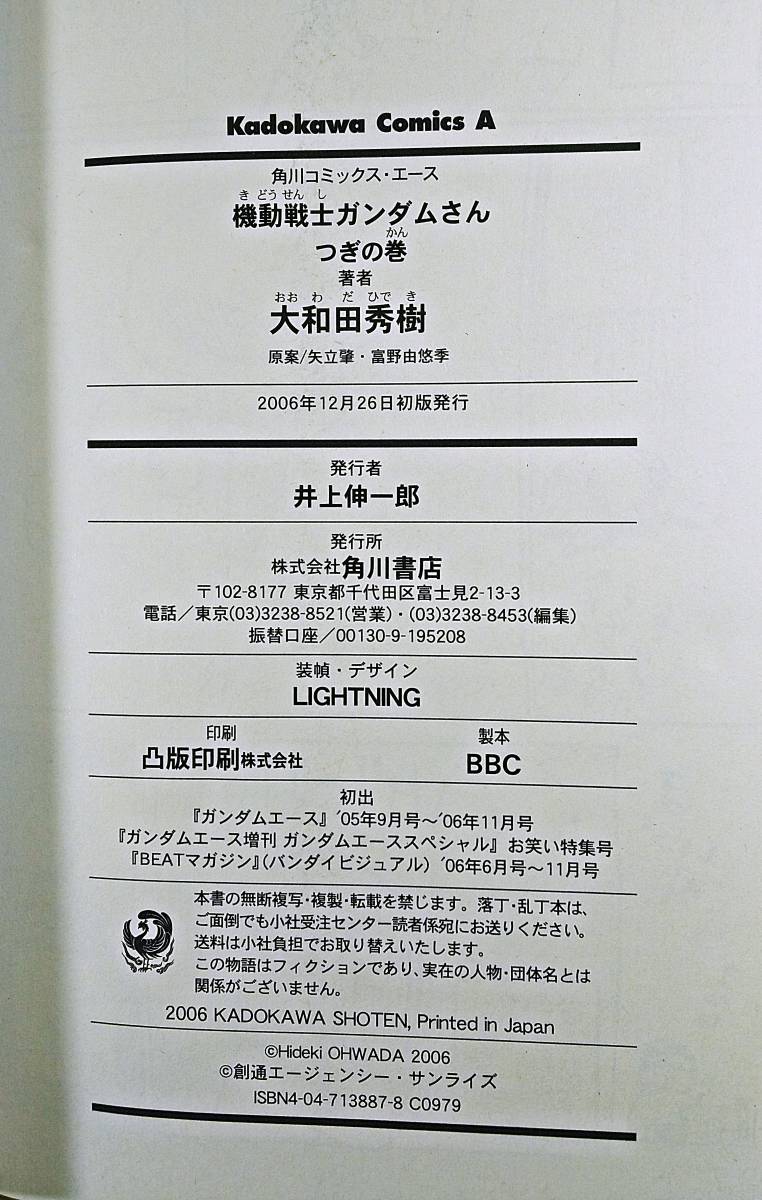 Kadokawa Comics A
角川コミックス・エース
き どう せん し
機動戦士ガンダムさん
かん
つぎの巻
著者
おお わ だ ひで き
大和田秀樹
原案/矢立肇・富野由悠季
2006年12月26日初版発行
発行者
井上伸一郎
発行所
株式会社角川書店
〒102-8177 東京都千代田区富士見2-13-3
電話／東京(03)3238-8521(営業)・(03)3238-8453(編集)
振替口座／00130-9-195208
装幀・デザイン
LIGHTNING
印刷 製本
凸版印刷株式会社 BBC
初出
『ガンダムエース』'05年9月号〜'06年11月号
『ガンダムエース増刊 ガンダムエーススペシャル』お笑い特集号
『BEATマガジン』(バンダイビジュアル) '06年6月号〜11月号
本書の無断複写・複製・転載を禁じます。落丁・乱丁本は、
ご面倒でも小社受注センター読者係宛にお送りください。
送料は小社負担でお取り替えいたします。
この物語はフィクションであり、実在の人物・団体名とは
関係がございません。
2006 KADOKAWA SHOTEN, Printed in Japan
©Hideki OHWADA 2006
©創通エージェンシー・サンライズ
ISBN4-04-713887-8 C0979